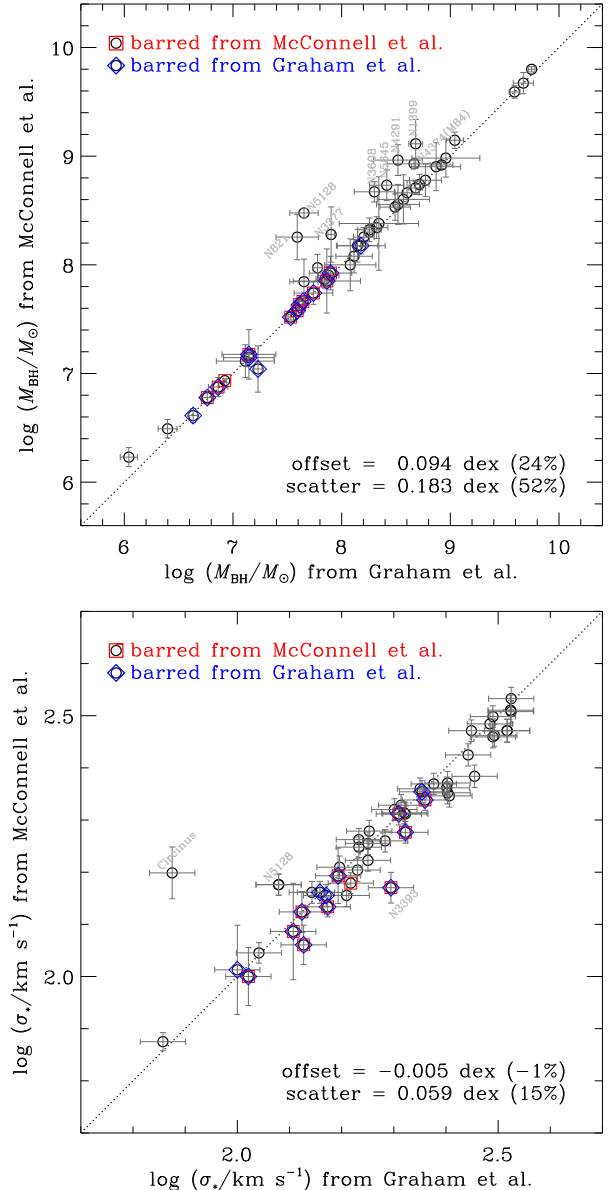 10
barred from McConnell et al.
barred from Graham et al.
N1399
N4291
N4374(M84)
N5845
N3608
9
N5128
N3377
N821
8
7
offset = 0.094 dex (24%)
scatter = 0.183 dex (52%)
6
log (M_BH/M_⊙) from McConnell et al.
6 7 8 9 10
log (M_BH/M_⊙) from Graham et al.
barred from McConnell et al.
barred from Graham et al.
2.5
Circinus
N5128
N3393
2.0
offset = −0.005 dex (−1%)
scatter = 0.059 dex (15%)
log (σ_*/km s⁻¹) from McConnell et al.
2.0 2.5
log (σ_*/km s⁻¹) from Graham et al.